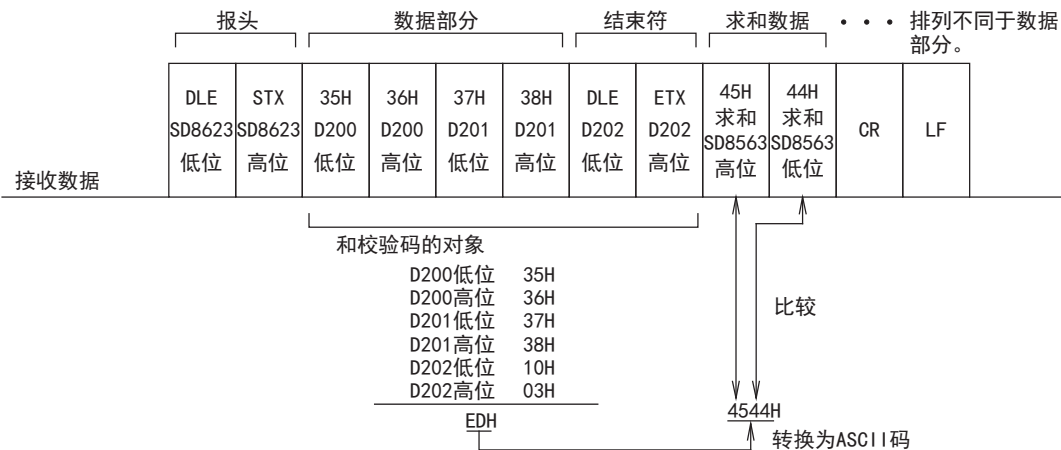 报头 数据部分 结束符 求和数据 ・・・ 排列不同于数据
部分。
DLE STX 35H 36H 37H 38H DLE ETX 45H 44H CR LF
SD8623 SD8623 D200 D200 D201 D201 D202 D202 求和 求和
低位 高位 低位 高位 低位 高位 低位 高位 SD8563 SD8563
高位 低位
接收数据
和校验码的对象
D200低位 35H
D200高位 36H
D201低位 37H
D201高位 38H
D202低位 10H
D202高位 03H
比较
EDH
4544H
转换为ASCII码